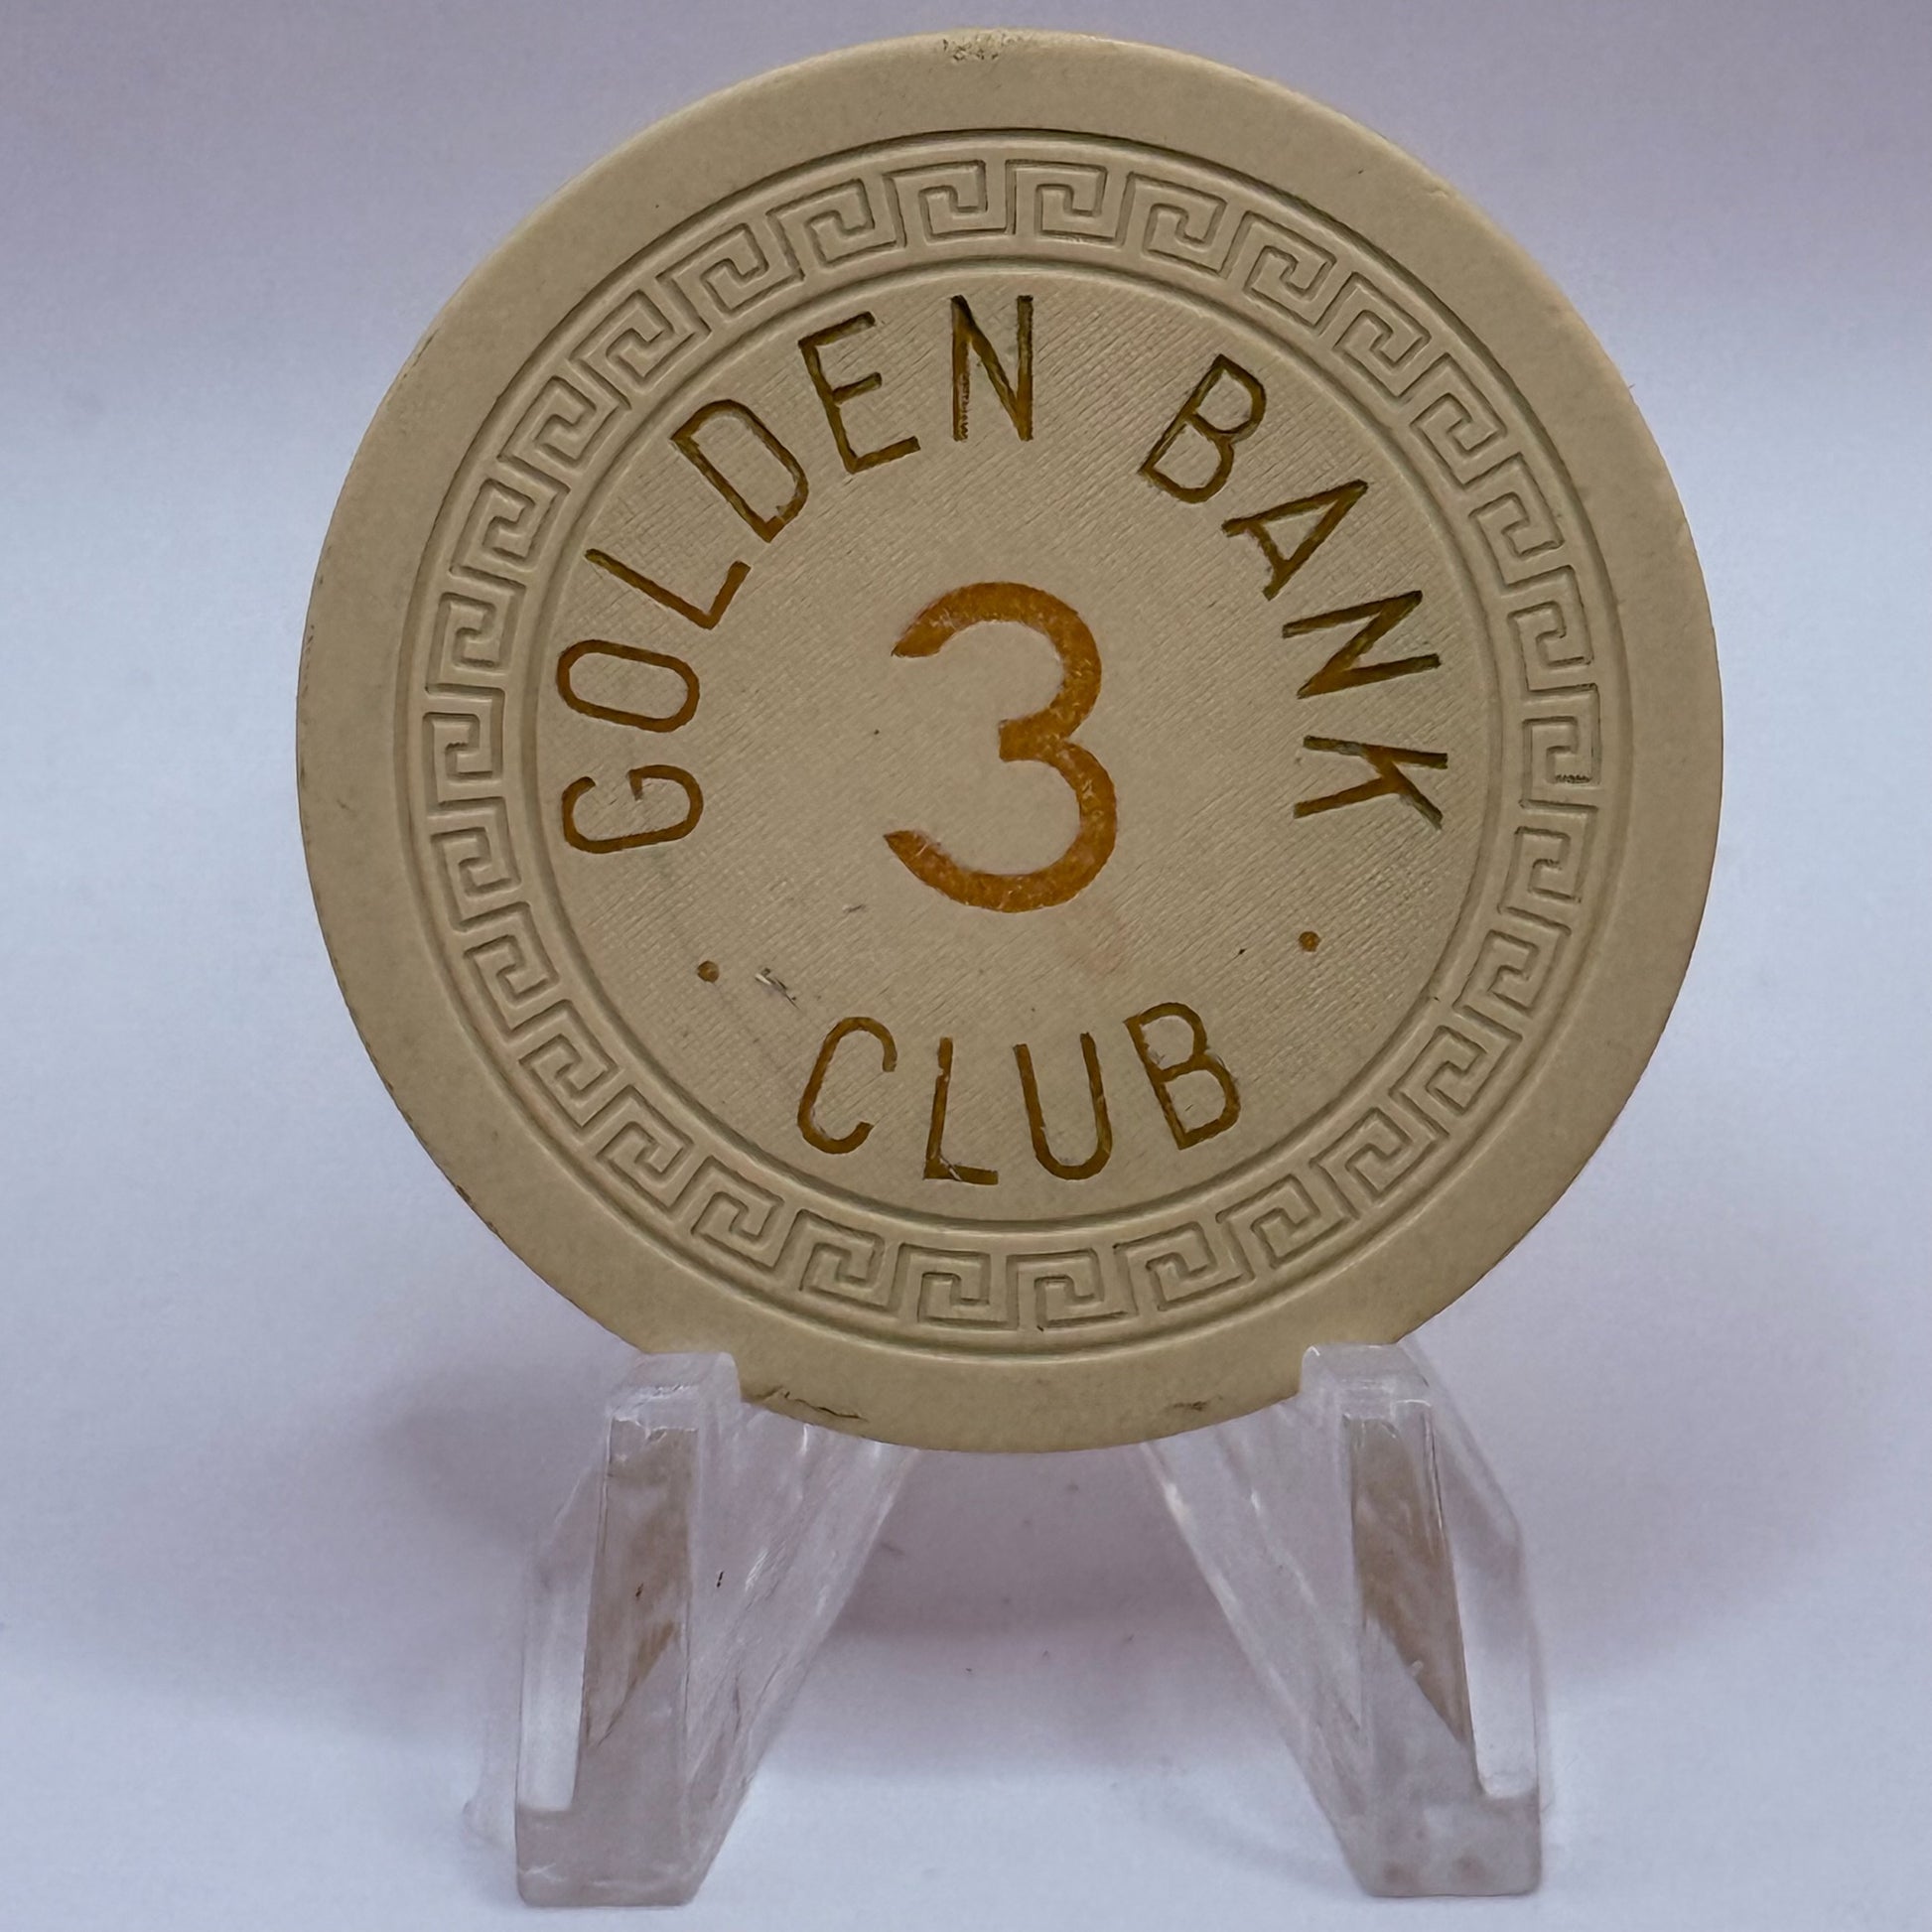 GOLDEN BANK
3
· CLUB ·